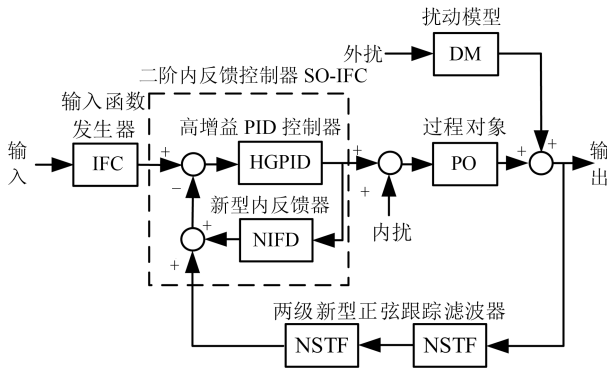 扰动模型
外扰
DM
二阶内反馈控制器 SO-IFC
输入函数
发生器
高增益 PID 控制器
过程对象
输入
IFC
+
−
HGPID
+
+
PO
+
+
输出
新型内反馈器
+
NIFD
内扰
+
两级新型正弦跟踪滤波器
NSTF
NSTF